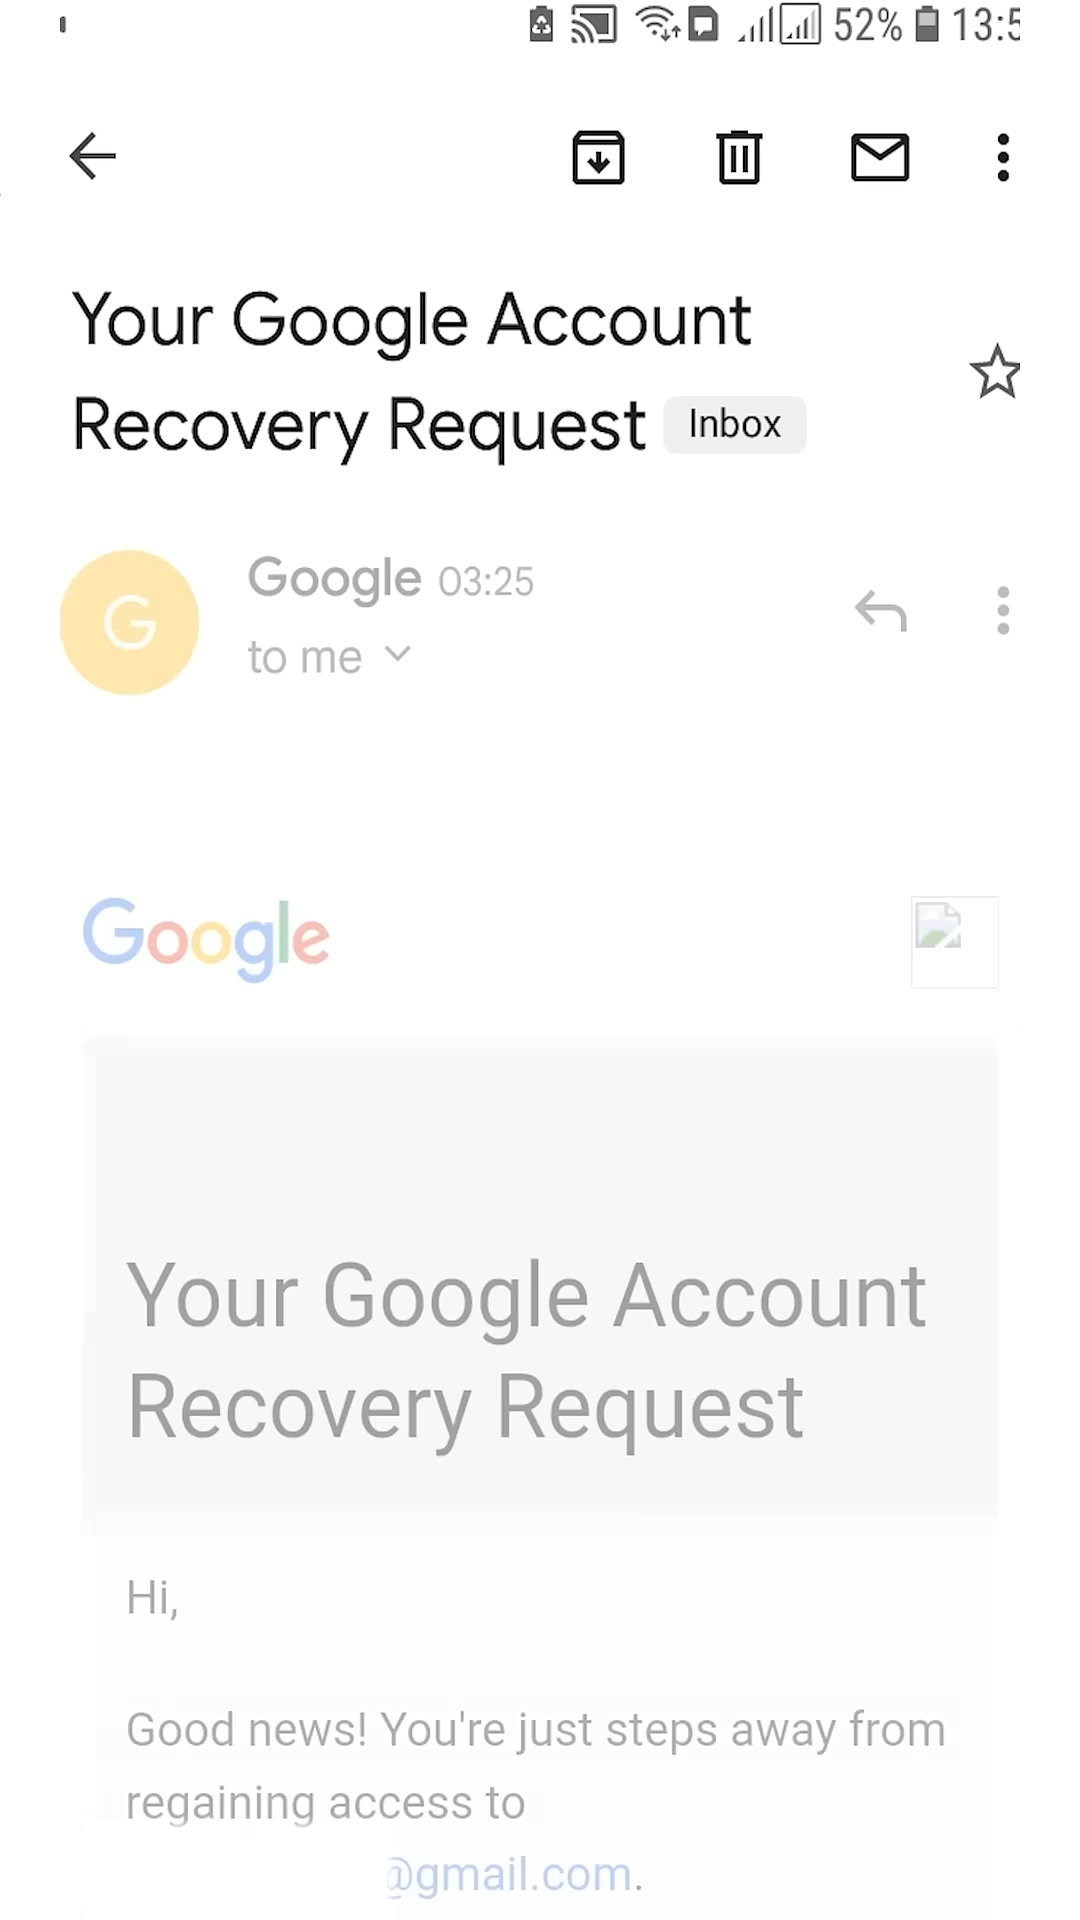 52% 13:5
Your Google Account
Recovery Request Inbox
G Google 03:25
to me
Google
Your Google Account
Recovery Request
Hi,
Good news! You're just steps away from
regaining access to
@gmail.com.